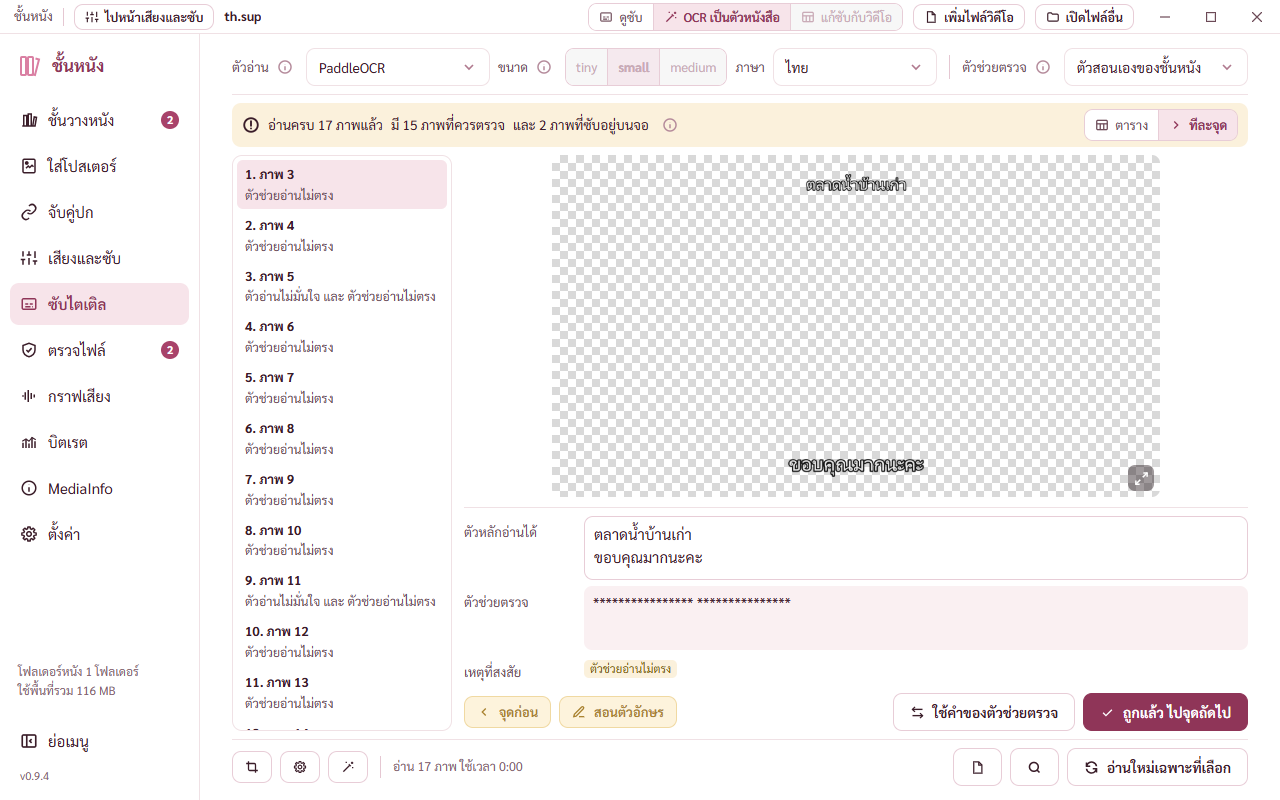 ชั้นหนัง
ไปหน้าเสียงและซับ
th.sup
ดูซับ
OCR เป็นตัวหนังสือ
แก้ซับกับวิดีโอ
เพิ่มไฟล์วิดีโอ
เปิดไฟล์อื่น
ชั้นหนัง
ชั้นวางหนัง
2
ใส่โปสเตอร์
จับคู่ปก
เสียงและซับ
ซับไตเติล
ตรวจไฟล์
2
กราฟเสียง
บิตเรต
MediaInfo
ตั้งค่า
โฟลเดอร์หนัง 1 โฟลเดอร์
ใช้พื้นที่รวม 116 MB
ย่อเมนู
v0.9.4
ตัวอ่าน
PaddleOCR
ขนาด
tiny
small
medium
ภาษา
ไทย
ตัวช่วยตรวจ
ตัวสอนเองของชั้นหนัง
อ่านครบ 17 ภาพแล้ว มี 15 ภาพที่ควรตรวจ และ 2 ภาพที่ซับอยู่บนจอ
ตาราง
ทีละจุด
1. ภาพ 3
ตัวช่วยอ่านไม่ตรง
2. ภาพ 4
ตัวช่วยอ่านไม่ตรง
3. ภาพ 5
ตัวอ่านไม่มั่นใจ และ ตัวช่วยอ่านไม่ตรง
4. ภาพ 6
ตัวช่วยอ่านไม่ตรง
5. ภาพ 7
ตัวช่วยอ่านไม่ตรง
6. ภาพ 8
ตัวช่วยอ่านไม่ตรง
7. ภาพ 9
ตัวช่วยอ่านไม่ตรง
8. ภาพ 10
ตัวช่วยอ่านไม่ตรง
9. ภาพ 11
ตัวอ่านไม่มั่นใจ และ ตัวช่วยอ่านไม่ตรง
10. ภาพ 12
ตัวช่วยอ่านไม่ตรง
11. ภาพ 13
ตัวช่วยอ่านไม่ตรง
ตลาดน้ำบ้านเก่า
ขอบคุณมากนะคะ
ตัวหลักอ่านได้
ตลาดน้ำบ้านเก่า
ขอบคุณมากนะคะ
ตัวช่วยตรวจ
**************** ***************
เหตุที่สงสัย
ตัวช่วยอ่านไม่ตรง
จุดก่อน
สอนตัวอักษร
ใช้คำของตัวช่วยตรวจ
ถูกแล้ว ไปจุดถัดไป
อ่าน 17 ภาพ ใช้เวลา 0:00
อ่านใหม่เฉพาะที่เลือก